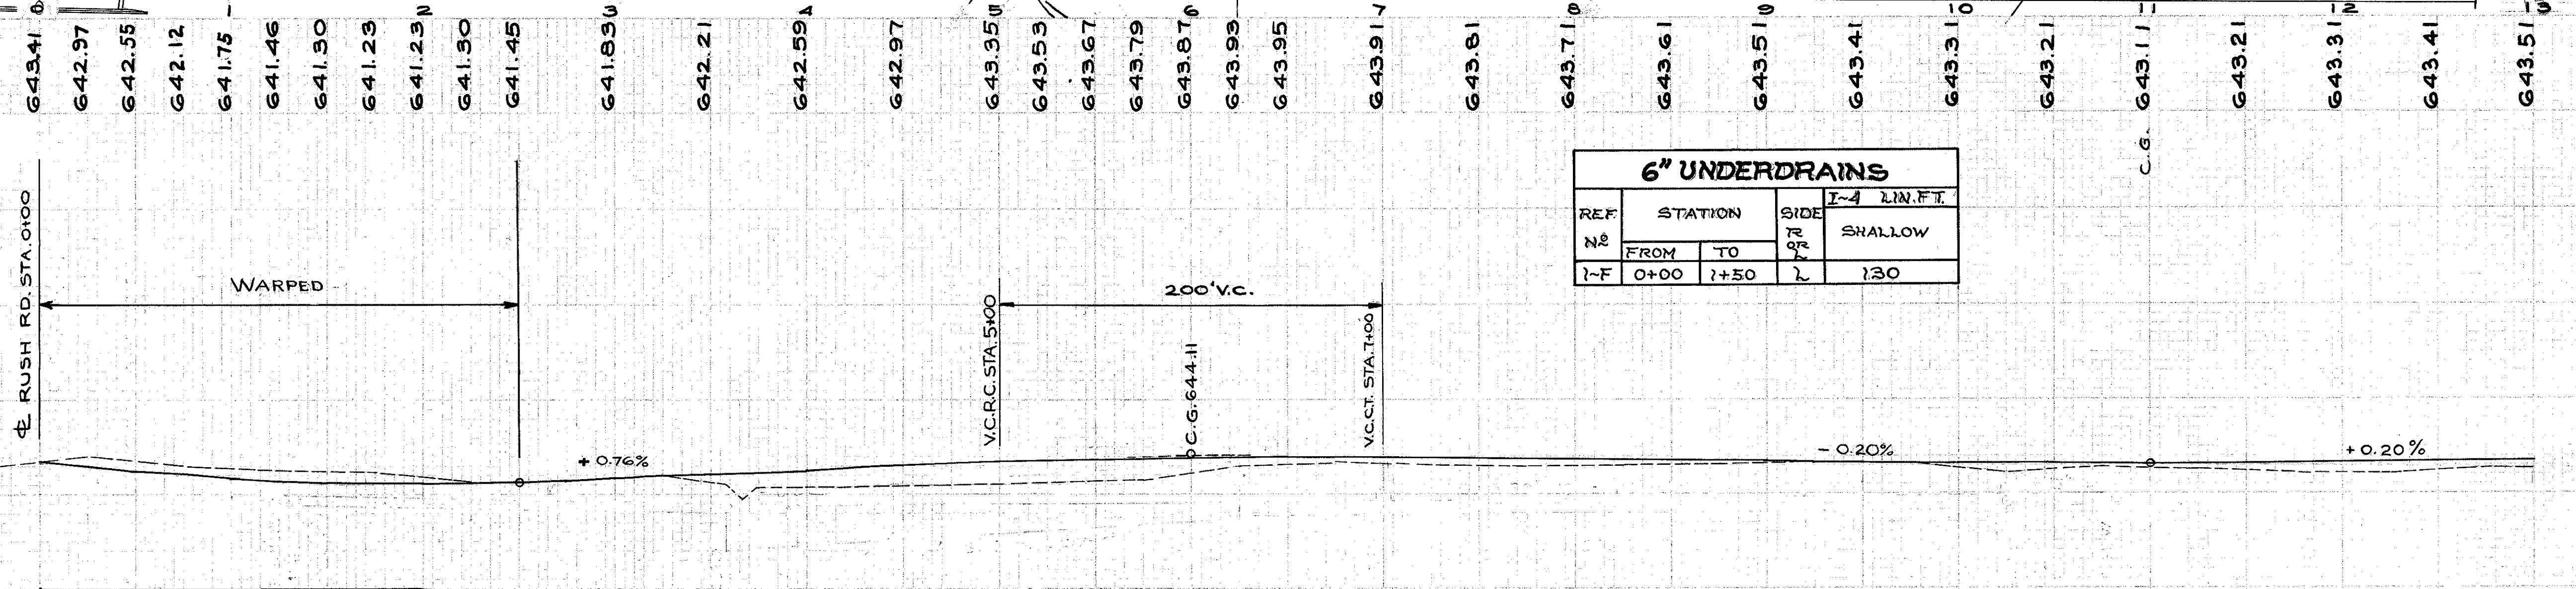 0 1 2 3 4 5 6 7 8 9 10 11 12
643.41 642.97 642.55 642.12 641.75 641.46 641.30 641.23 641.23 641.30 641.45 641.83 642.21 642.59 642.97 643.35 643.53 643.67 643.79 643.87 643.93 643.95 643.91 643.81 643.71 643.61 643.51 643.41 643.31 643.21 643.11 643.21 643.31 643.41 643.51
C.G.
6" UNDERDRAINS
REF. Nº
STATION
SIDE R OR L
I~4 LIN. FT.
SHALLOW
FROM TO
1~F 0+00 1+50 L 130
℄ RUSH RD. STA. 0+00
WARPED
V.C.R.C. STA. 5+00
200' V.C.
C.G. 644.11
V.C.C.T. STA. 7+00
+ 0.76%
- 0.20%
+ 0.20%